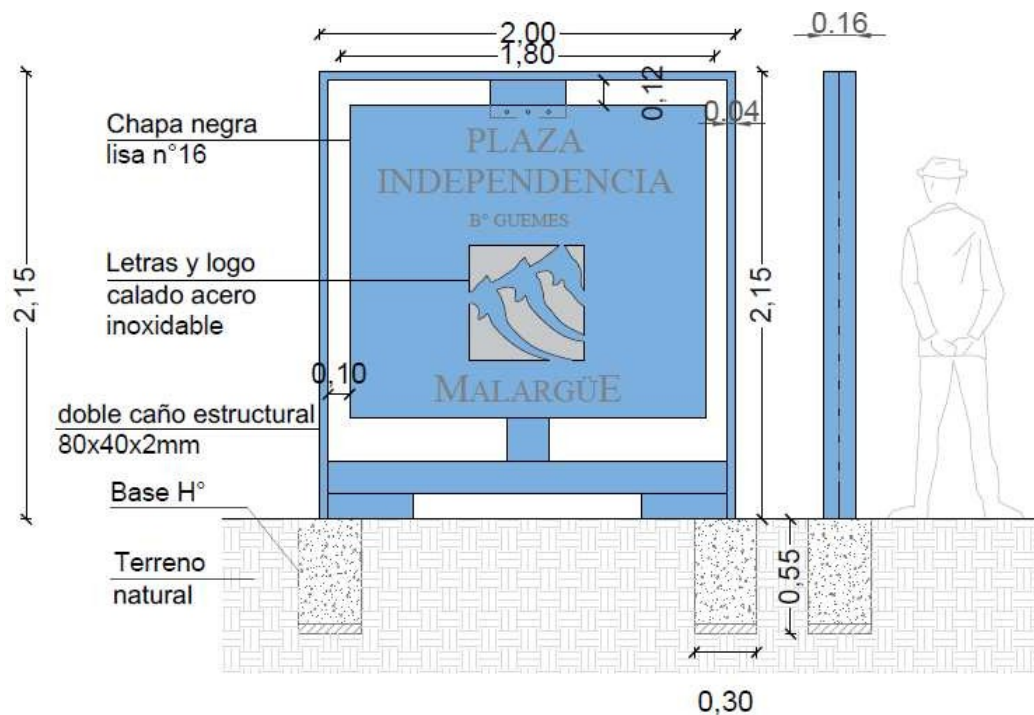 2,00
0.16
1,80
0,12
0.04
Chapa negra
lisa n°16
PLAZA
INDEPENDENCIA
B° GUEMES
2,15
2,15
Letras y logo
calado acero
inoxidable
0,10
MALARGÜE
doble caño estructural
80x40x2mm
Base H°
Terreno
natural
0,55
0,30